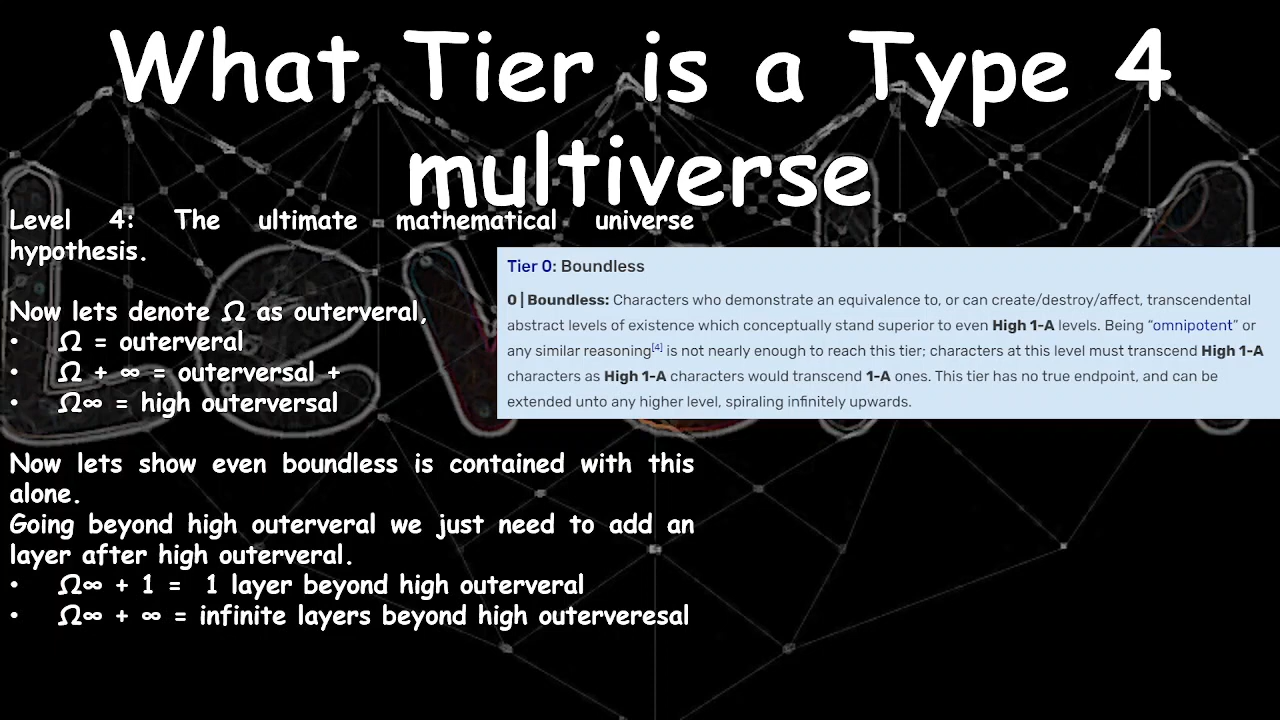 What Tier is a Type 4
multiverse
Level 4: The ultimate mathematical universe
hypothesis.
Now lets denote Ω as outerveral,
• Ω = outerveral
• Ω + ∞ = outerversal +
• Ω∞ = high outerversal
Tier 0: Boundless
0 | Boundless: Characters who demonstrate an equivalence to, or can create/destroy/affect, transcendental
abstract levels of existence which conceptually stand superior to even High 1-A levels. Being “omnipotent” or
any similar reasoning[4] is not nearly enough to reach this tier; characters at this level must transcend High 1-A
characters as High 1-A characters would transcend 1-A ones. This tier has no true endpoint, and can be
extended unto any higher level, spiraling infinitely upwards.
Now lets show even boundless is contained with this
alone.
Going beyond high outerveral we just need to add an
layer after high outerveral.
• Ω∞ + 1 = 1 layer beyond high outerveral
• Ω∞ + ∞ = infinite layers beyond high outerveresal